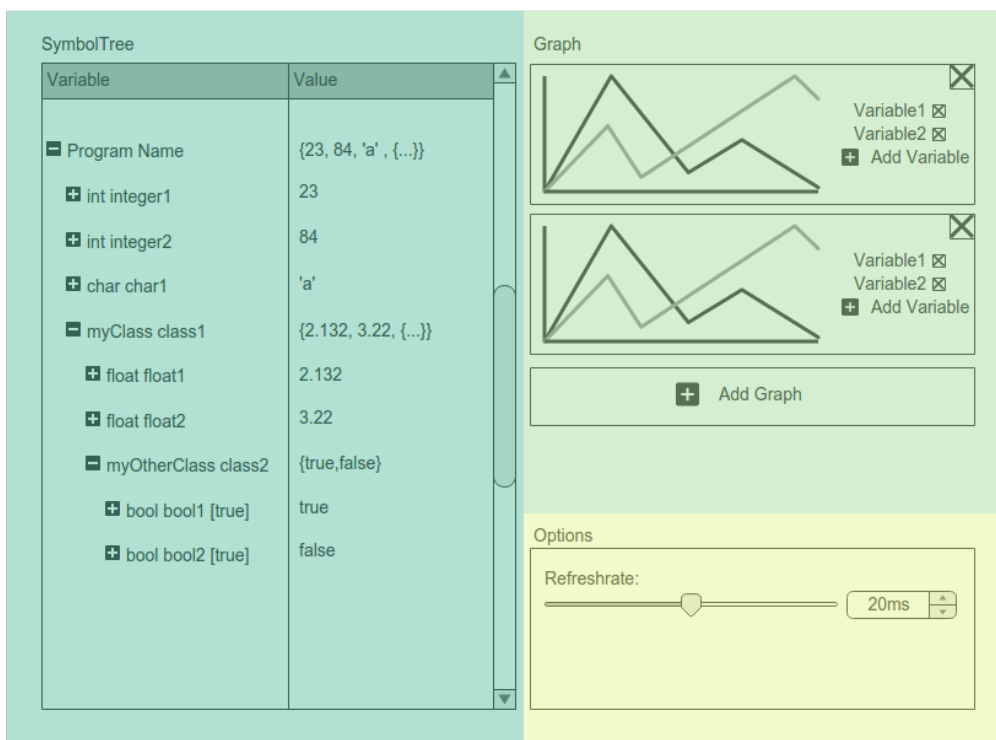 SymbolTree
Variable Value
Program Name {23, 84, 'a' , {...}}
int integer1 23
int integer2 84
char char1 'a'
myClass class1 {2.132, 3.22, {...}}
float float1 2.132
float float2 3.22
myOtherClass class2 {true,false}
bool bool1 [true] true
bool bool2 [true] false
Graph
Variable1
Variable2
Add Variable
Variable1
Variable2
Add Variable
Add Graph
Options
Refreshrate:
20ms